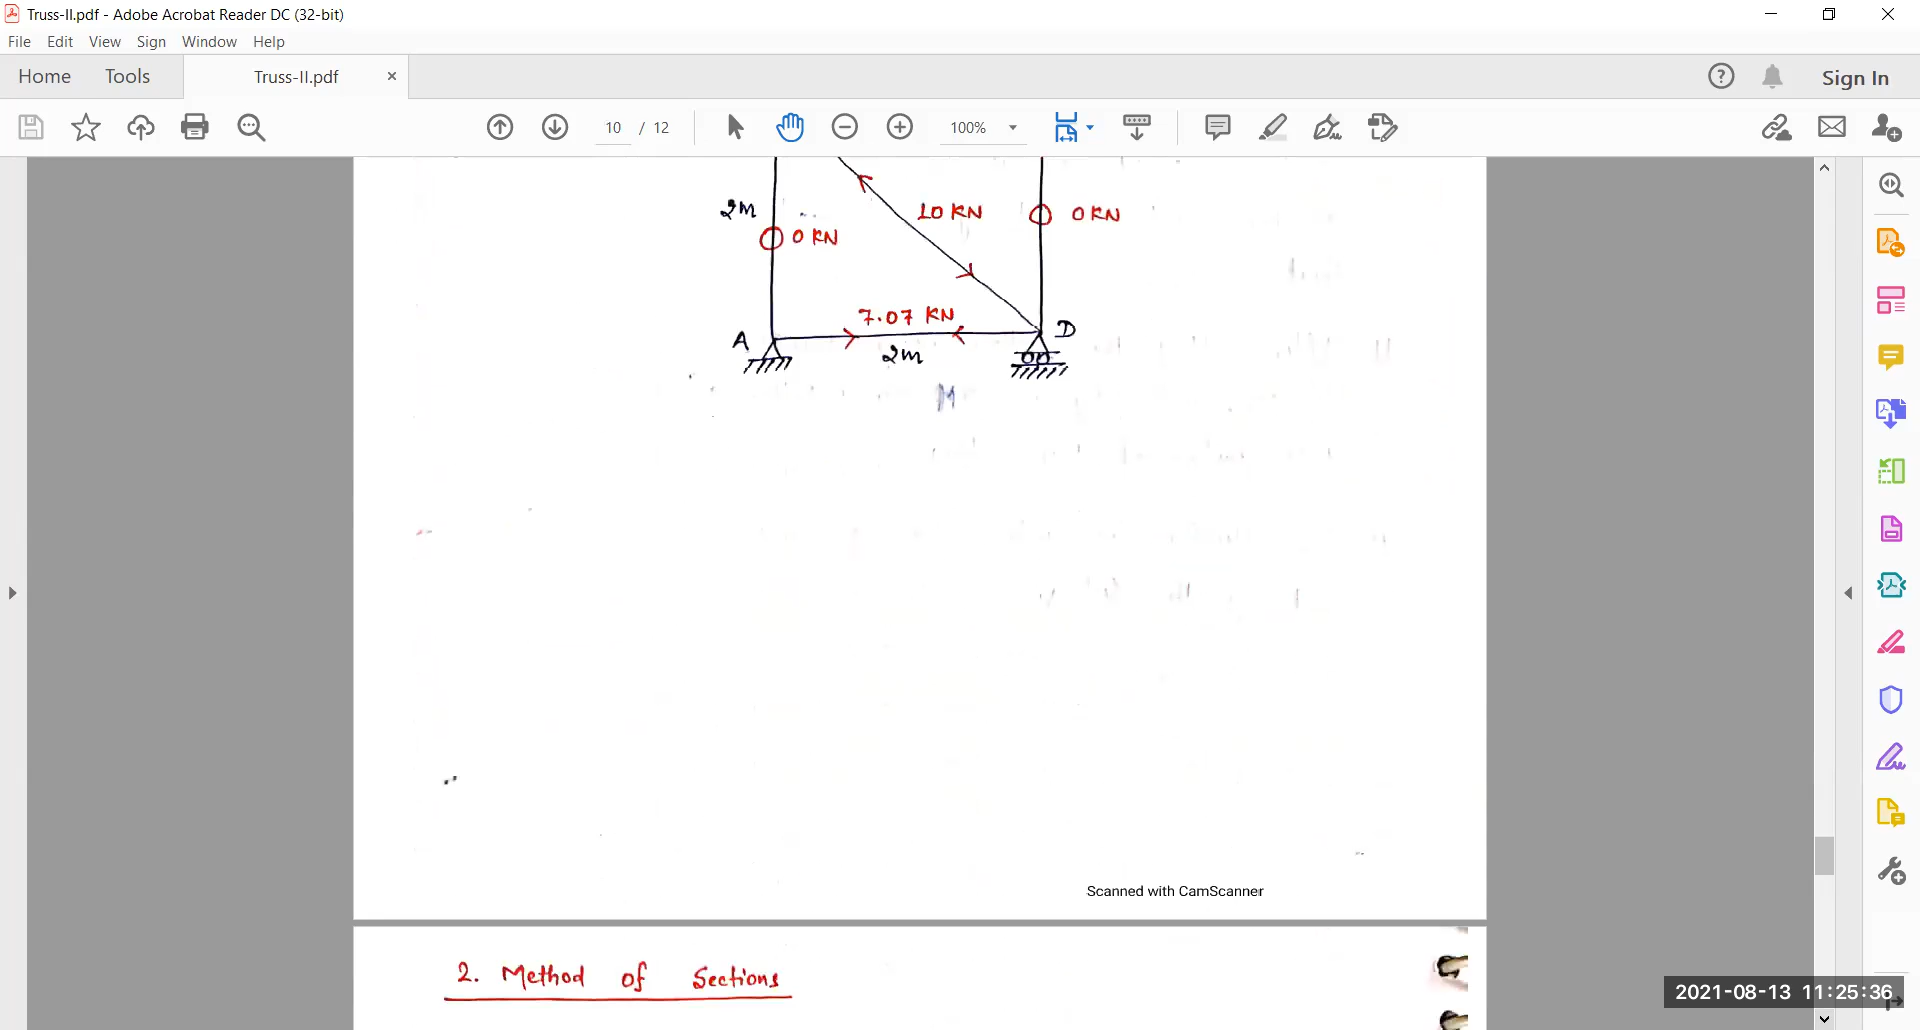 Truss-II.pdf - Adobe Acrobat Reader DC (32-bit)
File Edit View Sign Window Help
Home Tools Truss-II.pdf Sign In
10 / 12 100%
2m 10 KN 0 KN
0 KN
7.07 KN
A D
2m
Scanned with CamScanner
2. Method of Sections
2021-08-13 11:25:36